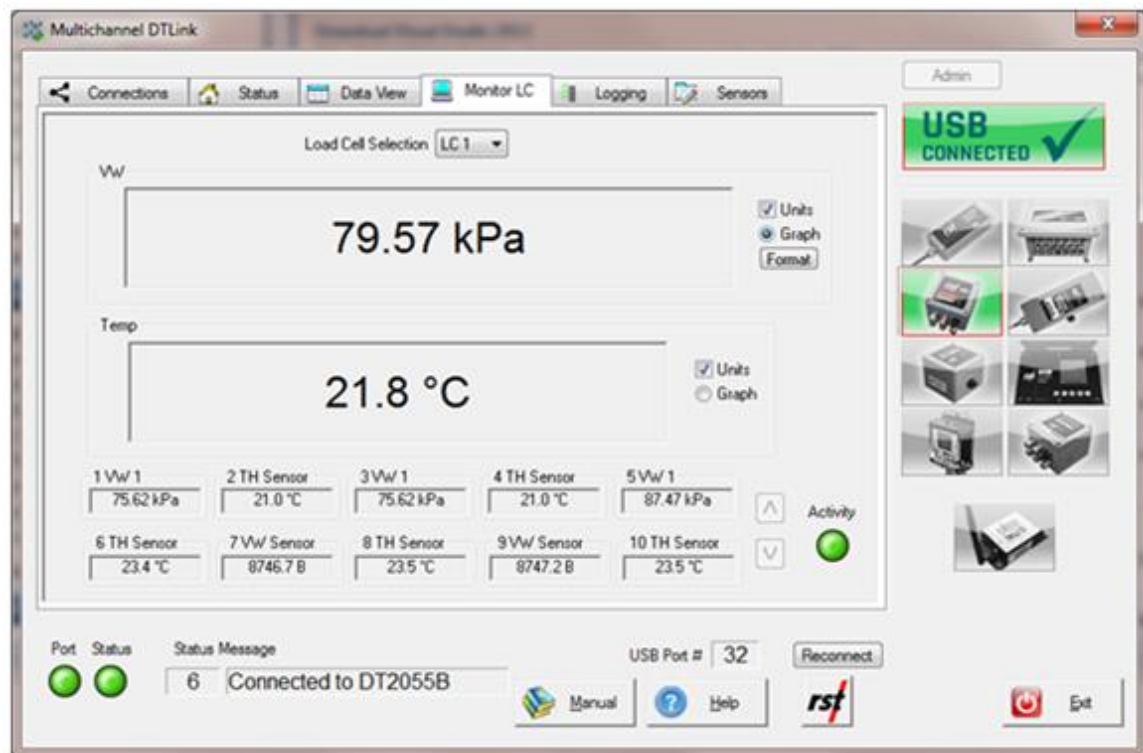 Multichannel DTLink
Connections Status Data View Monitor LC Logging Sensors
Admin
USB
CONNECTED
Load Cell Selection LC 1
VW
79.57 kPa
Units
Graph
Format
Temp
21.8 °C
Units
Graph
1 VW 1 2 TH Sensor 3 VW 1 4 TH Sensor 5 VW 1
75.62 kPa 21.0 °C 75.62 kPa 21.0 °C 87.47 kPa
Activity
6 TH Sensor 7 VW Sensor 8 TH Sensor 9 VW Sensor 10 TH Sensor
23.4 °C 8746.7 B 23.5 °C 8747.2 B 23.5 °C
Port Status Status Message USB Port # 32 Reconnect
6 Connected to DT2055B
Manual Help rst Exit